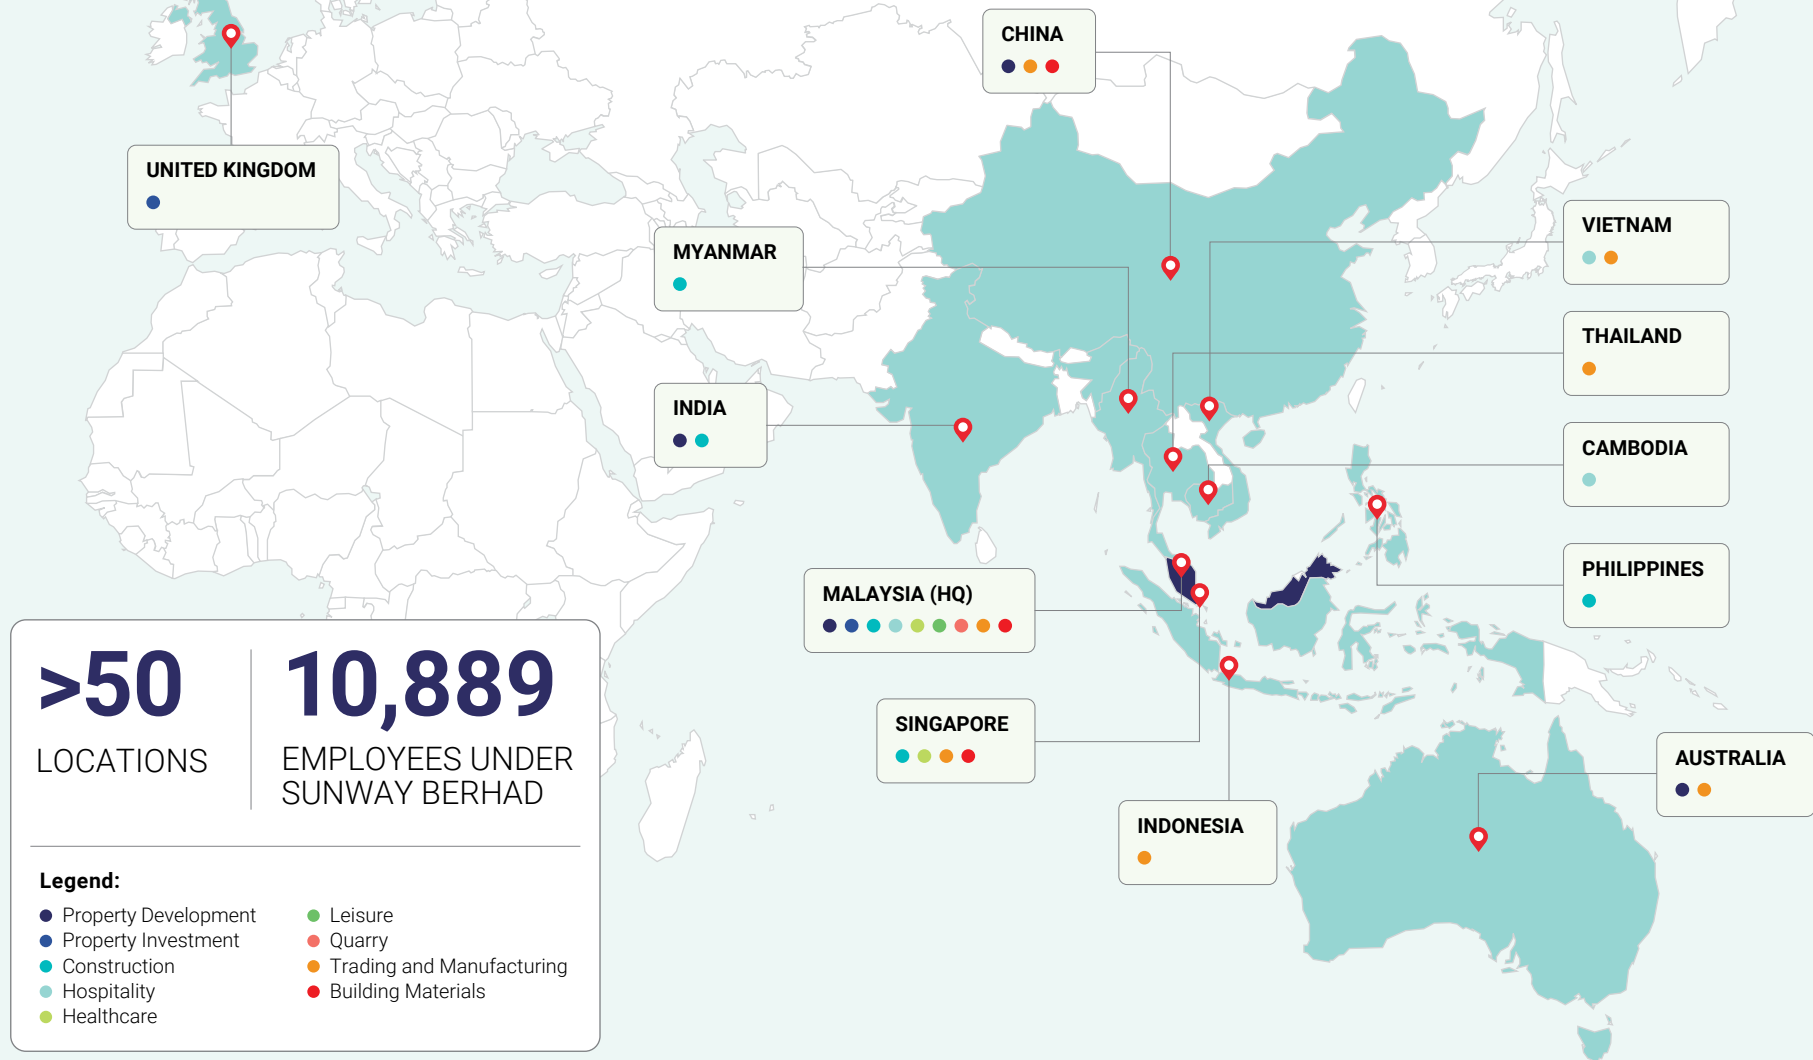 CHINA
UNITED KINGDOM
MYANMAR
VIETNAM
THAILAND
INDIA
CAMBODIA
PHILIPPINES
MALAYSIA (HQ)
SINGAPORE
AUSTRALIA
INDONESIA
>50
LOCATIONS
10,889
EMPLOYEES UNDER
SUNWAY BERHAD
Legend:
Property Development
Property Investment
Construction
Hospitality
Healthcare
Leisure
Quarry
Trading and Manufacturing
Building Materials